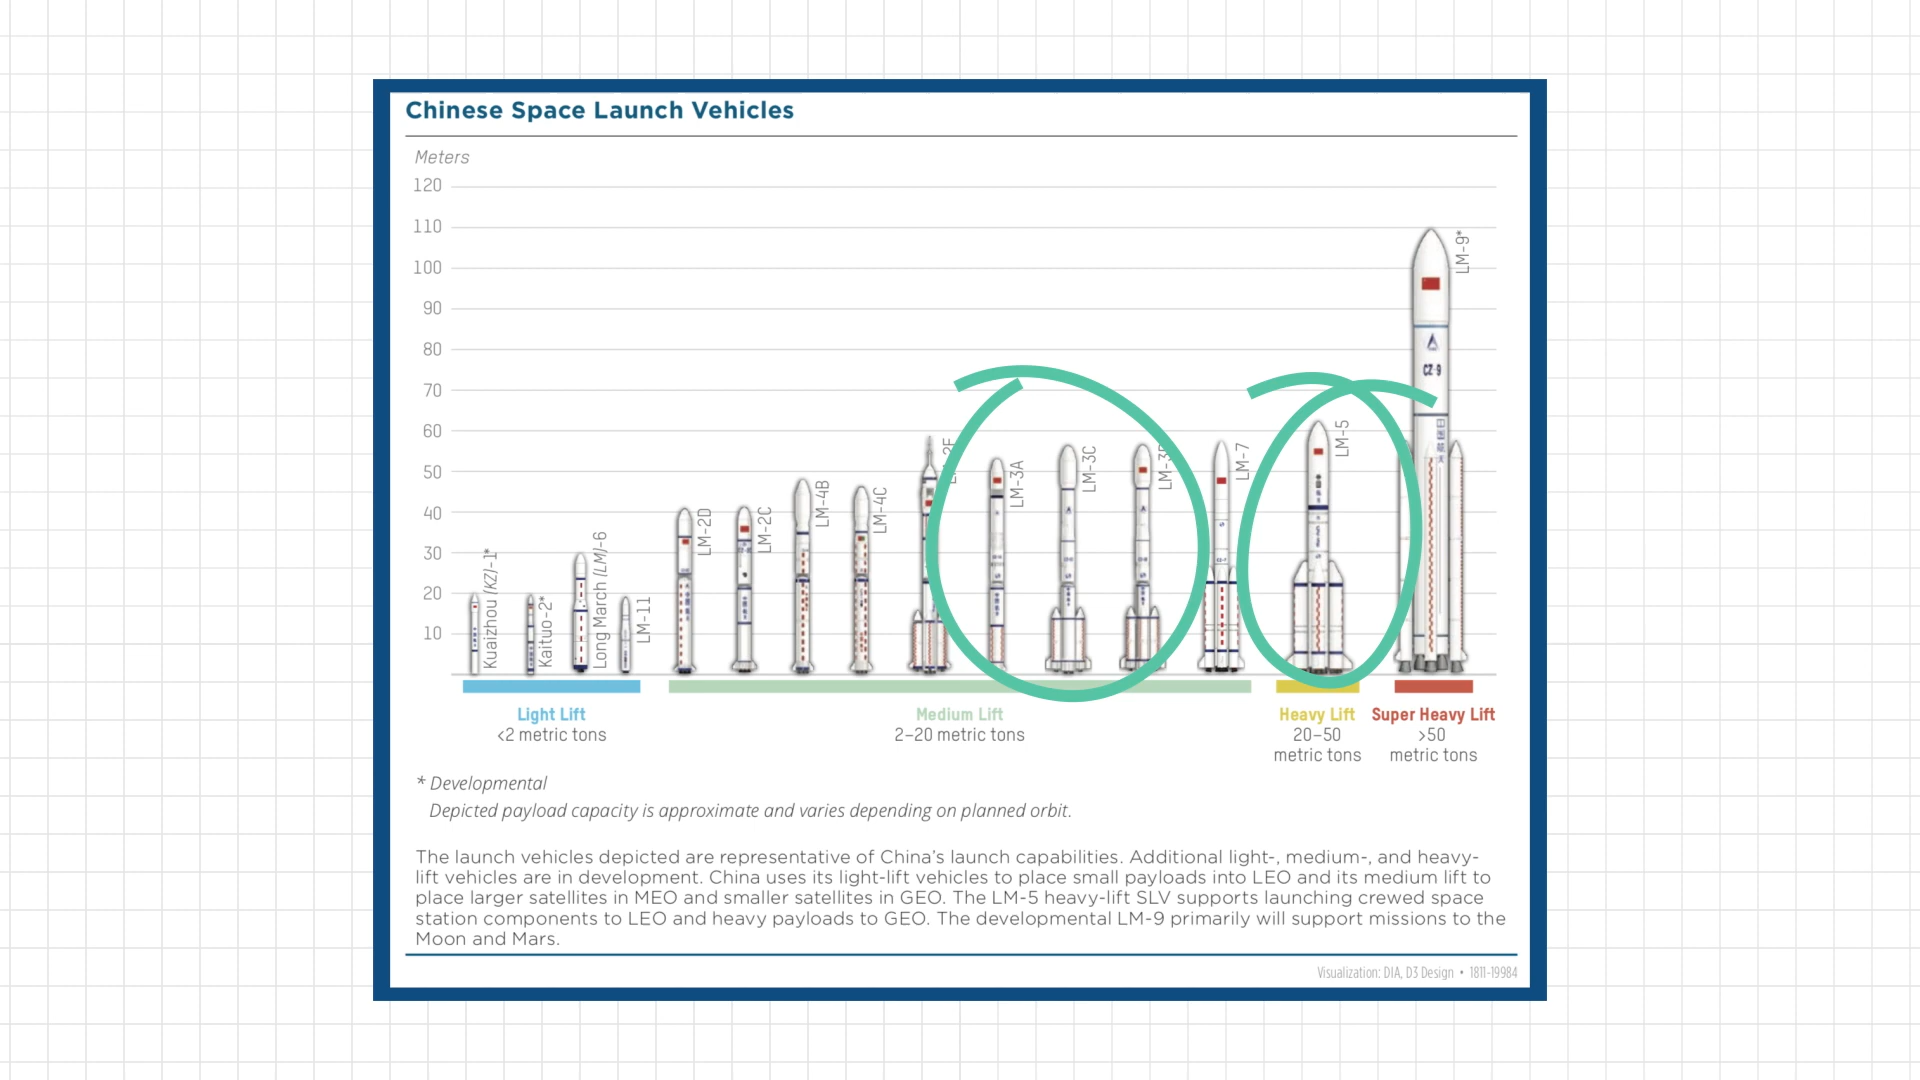 Chinese Space Launch Vehicles
Meters
120
110
100
90
80
70
60
50
40
30
20
10
Kuaizhou (KZ)-1*
Kaituo-2*
Long March (LM)-6
LM-11
LM-2D
LM-2C
LM-4B
LM-4C
LM-3A
LM-3C
LM-7
LM-5
LM-9*
CZ-9
Light Lift
<2 metric tons
Medium Lift
2–20 metric tons
Heavy Lift
20–50
metric tons
Super Heavy Lift
>50
metric tons
* Developmental
Depicted payload capacity is approximate and varies depending on planned orbit.
The launch vehicles depicted are representative of China's launch capabilities. Additional light-, medium-, and heavy-
lift vehicles are in development. China uses its light-lift vehicles to place small payloads into LEO and its medium lift to
place larger satellites in MEO and smaller satellites in GEO. The LM-5 heavy-lift SLV supports launching crewed space
station components to LEO and heavy payloads to GEO. The developmental LM-9 primarily will support missions to the
Moon and Mars.
Visualization: DIA, D3 Design • 1811-19984